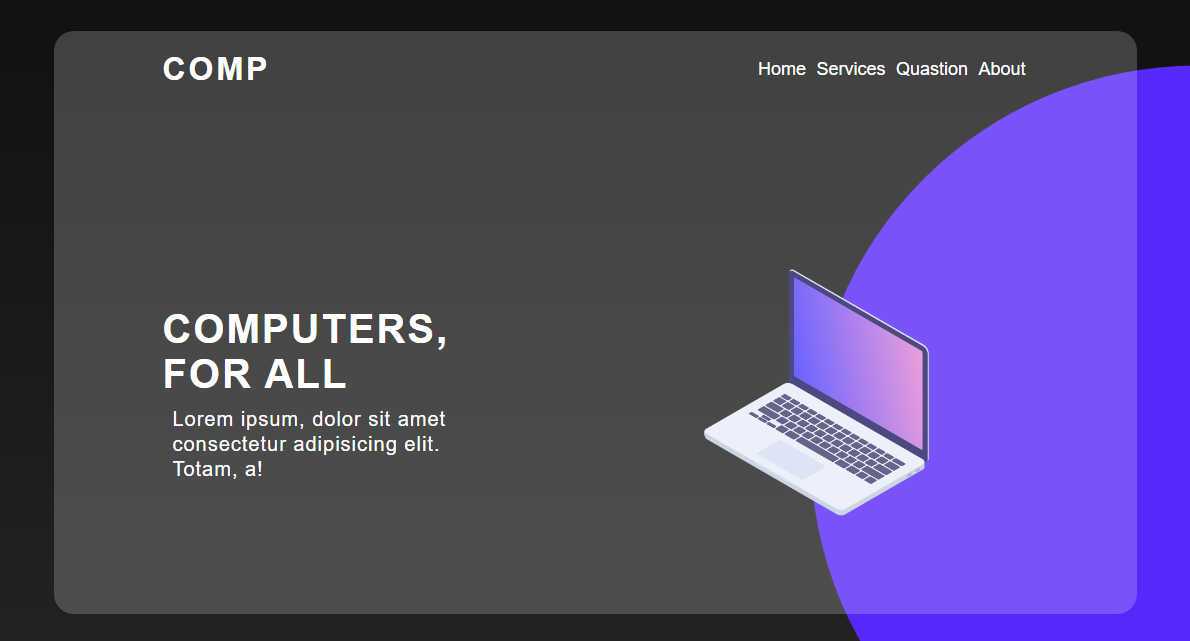 COMP
Home Services Quastion About
COMPUTERS,
FOR ALL
Lorem ipsum, dolor sit amet
consectetur adipisicing elit.
Totam, a!